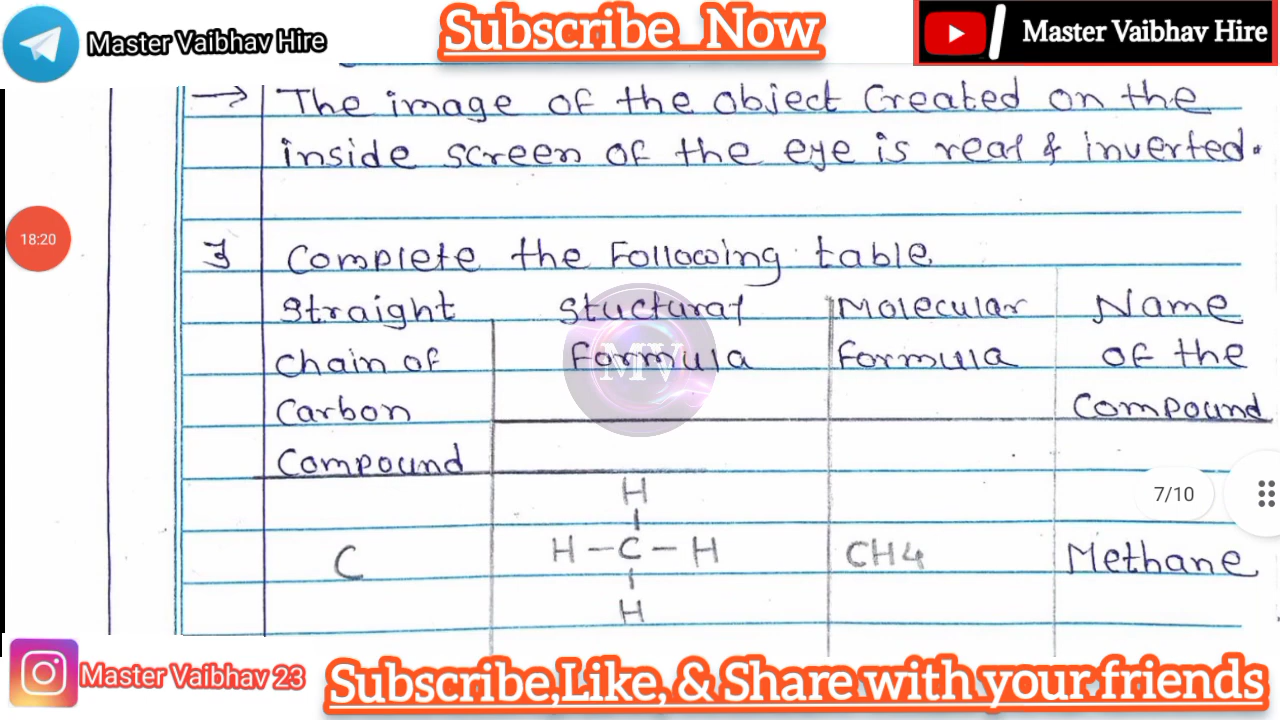 Master Vaibhav Hire
Subscribe Now
Master Vaibhav Hire
→ The image of the object Created on the
inside screen of the eye is real & inverted.
18:20
3 Complete the Following table
Straight Chain of Carbon Compound
Stuctural Formula
Molecular Formula
Name of the Compound
MV
7/10
H
H – C – H
H
C
CH4
Methane
Master Vaibhav 23
Subscribe,Like, & Share with your friends